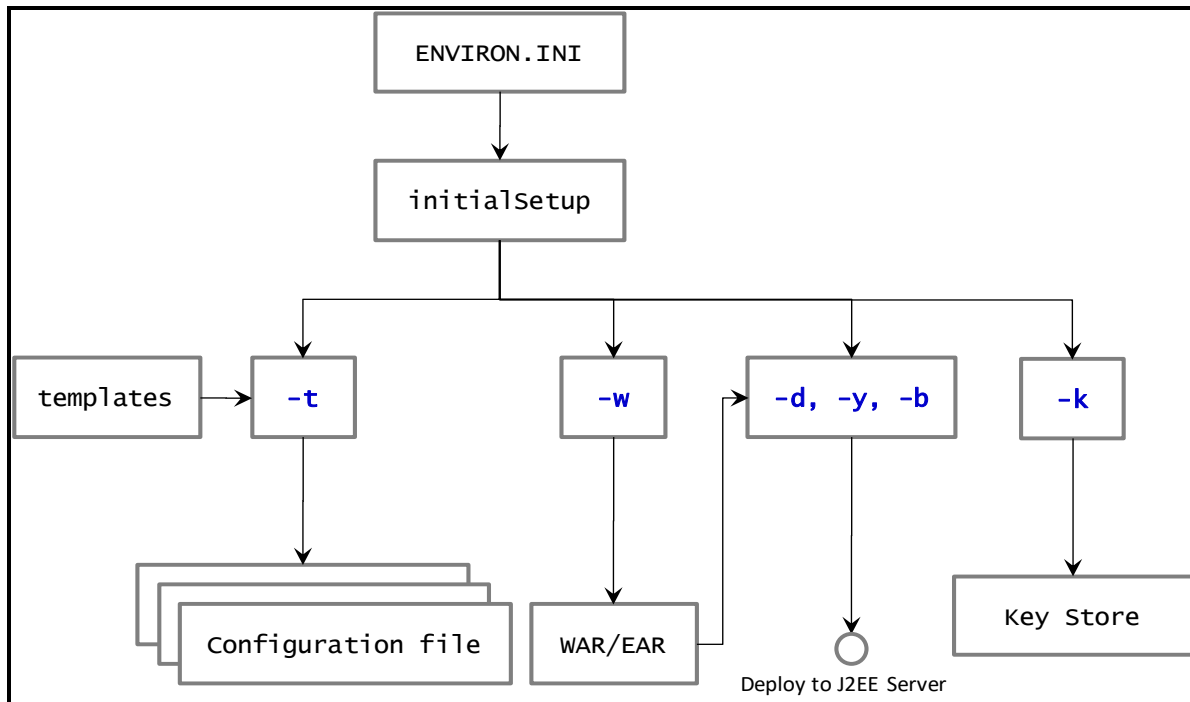 ENVIRON.INI
initialSetup
templates
-t
-w
-d, -y, -b
-k
Configuration file
WAR/EAR
Key Store
Deploy to J2EE Server